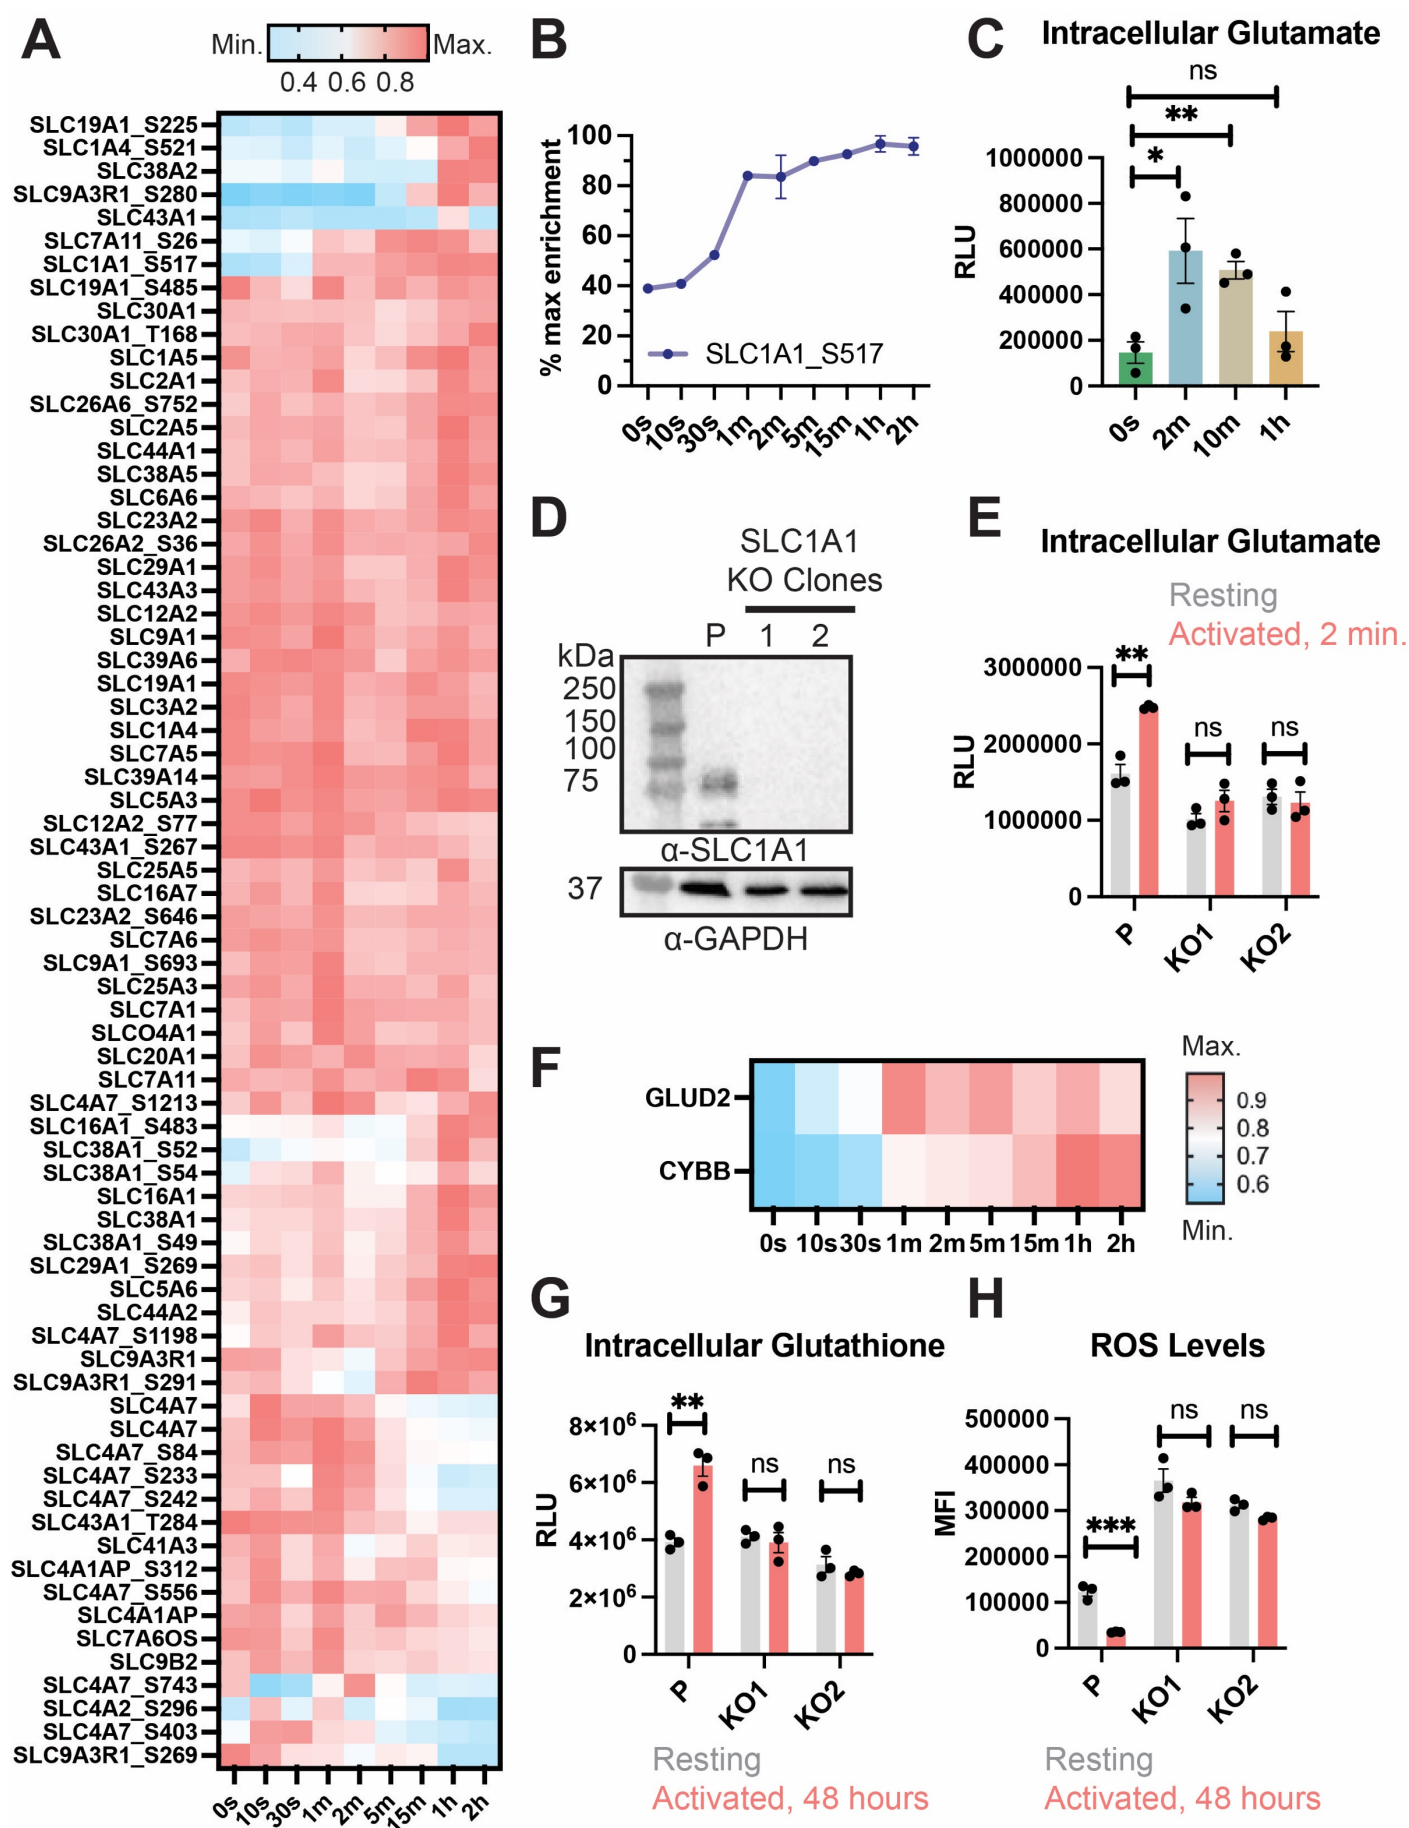 A
Min.
Max.
0.4 0.6 0.8
SLC19A1_S225
SLC1A4_S521
SLC38A2
SLC9A3R1_S280
SLC43A1
SLC7A11_S26
SLC1A1_S517
SLC19A1_S485
SLC30A1
SLC30A1_T168
SLC1A5
SLC2A1
SLC26A6_S752
SLC2A5
SLC44A1
SLC38A5
SLC6A6
SLC23A2
SLC26A2_S36
SLC29A1
SLC43A3
SLC12A2
SLC9A1
SLC39A6
SLC19A1
SLC3A2
SLC1A4
SLC7A5
SLC39A14
SLC5A3
SLC12A2_S77
SLC43A1_S267
SLC25A5
SLC16A7
SLC23A2_S646
SLC7A6
SLC9A1_S693
SLC25A3
SLC7A1
SLCO4A1
SLC20A1
SLC7A11
SLC4A7_S1213
SLC16A1_S483
SLC38A1_S52
SLC38A1_S54
SLC16A1
SLC38A1
SLC38A1_S49
SLC29A1_S269
SLC5A6
SLC44A2
SLC4A7_S1198
SLC9A3R1
SLC9A3R1_S291
SLC4A7
SLC4A7
SLC4A7_S84
SLC4A7_S233
SLC4A7_S242
SLC43A1_T284
SLC41A3
SLC4A1AP_S312
SLC4A7_S556
SLC4A1AP
SLC7A6OS
SLC9B2
SLC4A7_S743
SLC4A2_S296
SLC4A7_S403
SLC9A3R1_S269
0s 10s 30s 1m 2m 5m 15m 1h 2h
B
% max enrichment
100
80
60
40
20
0
SLC1A1_S517
0s 10s 30s 1m 2m 5m 15m 1h 2h
C
Intracellular Glutamate
ns
**
*
RLU
1000000
800000
600000
400000
200000
0
0s 2m 10m 1h
D
SLC1A1
KO Clones
P 1 2
kDa
250
150
100
75
α-SLC1A1
37
α-GAPDH
E
Intracellular Glutamate
Resting
Activated, 2 min.
RLU
3000000
2000000
1000000
0
** ns ns
P KO1 KO2
F
GLUD2
CYBB
0s 10s 30s 1m 2m 5m 15m 1h 2h
Max.
0.9
0.8
0.7
0.6
Min.
G
Intracellular Glutathione
RLU
8×10⁶
6×10⁶
4×10⁶
2×10⁶
0
** ns ns
P KO1 KO2
Resting
Activated, 48 hours
H
ROS Levels
MFI
500000
400000
300000
200000
100000
0
*** ns ns
P KO1 KO2
Resting
Activated, 48 hours